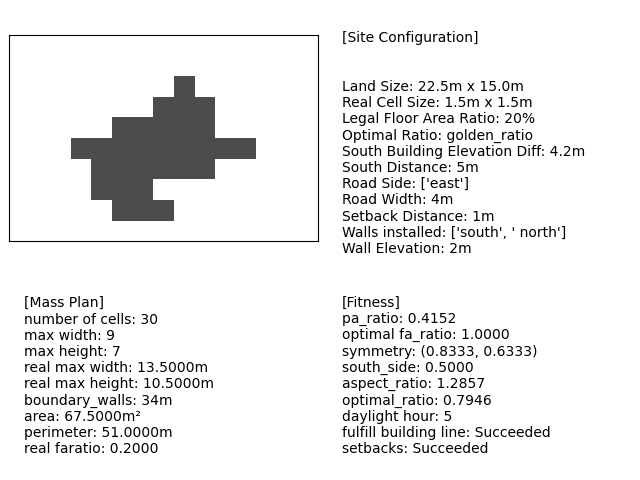 [Site Configuration]
Land Size: 22.5m x 15.0m
Real Cell Size: 1.5m x 1.5m
Legal Floor Area Ratio: 20%
Optimal Ratio: golden_ratio
South Building Elevation Diff: 4.2m
South Distance: 5m
Road Side: ['east']
Road Width: 4m
Setback Distance: 1m
Walls installed: ['south', ' north']
Wall Elevation: 2m
[Mass Plan]
number of cells: 30
max width: 9
max height: 7
real max width: 13.5000m
real max height: 10.5000m
boundary_walls: 34m
area: 67.5000m²
perimeter: 51.0000m
real faratio: 0.2000
[Fitness]
pa_ratio: 0.4152
optimal fa_ratio: 1.0000
symmetry: (0.8333, 0.6333)
south_side: 0.5000
aspect_ratio: 1.2857
optimal_ratio: 0.7946
daylight hour: 5
fulfill building line: Succeeded
setbacks: Succeeded